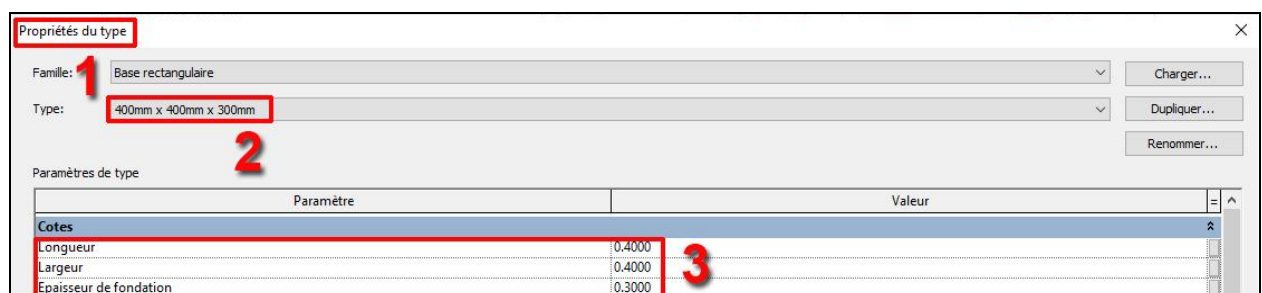 Propriétés du type
1
Famille: Base rectangulaire Charger...
Type: 400mm x 400mm x 300mm Dupliquer...
2
Renommer...
Paramètres de type
Paramètre Valeur =
Cotes
Longueur 0.4000
Largeur 0.4000
3
Epaisseur de fondation 0.3000